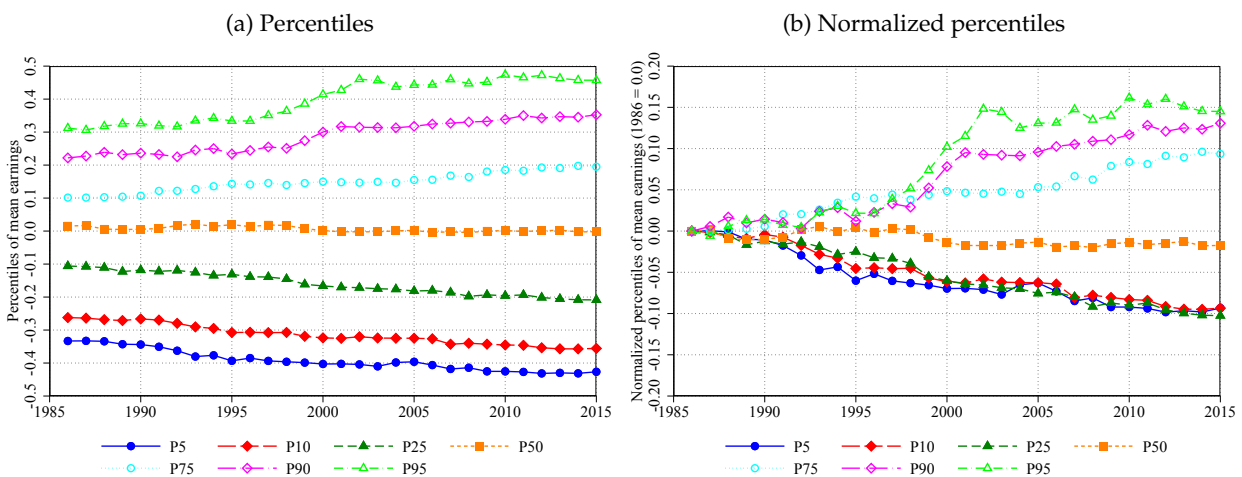 (a) Percentiles
Percentiles of mean earnings
0.5
0.4
0.3
0.2
0.1
0.0
-0.1
-0.2
-0.3
-0.4
-0.5
1985
1990
1995
2000
2005
2010
2015
P5
P10
P25
P50
P75
P90
P95
(b) Normalized percentiles
Normalized percentiles of mean earnings (1986 = 0.0)
0.20
0.15
0.10
0.05
0.00
-0.05
-0.10
-0.15
-0.20
1985
1990
1995
2000
2005
2010
2015
P5
P10
P25
P50
P75
P90
P95